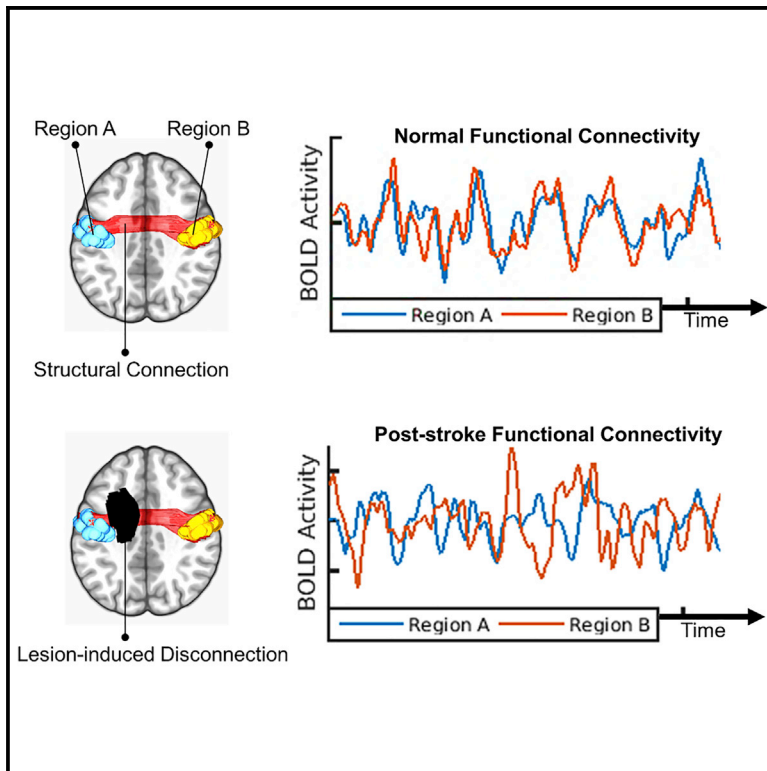 Region A
Region B
Structural Connection
Normal Functional Connectivity
BOLD Activity
Region A
Region B
Time
Lesion-induced Disconnection
Post-stroke Functional Connectivity
BOLD Activity
Region A
Region B
Time